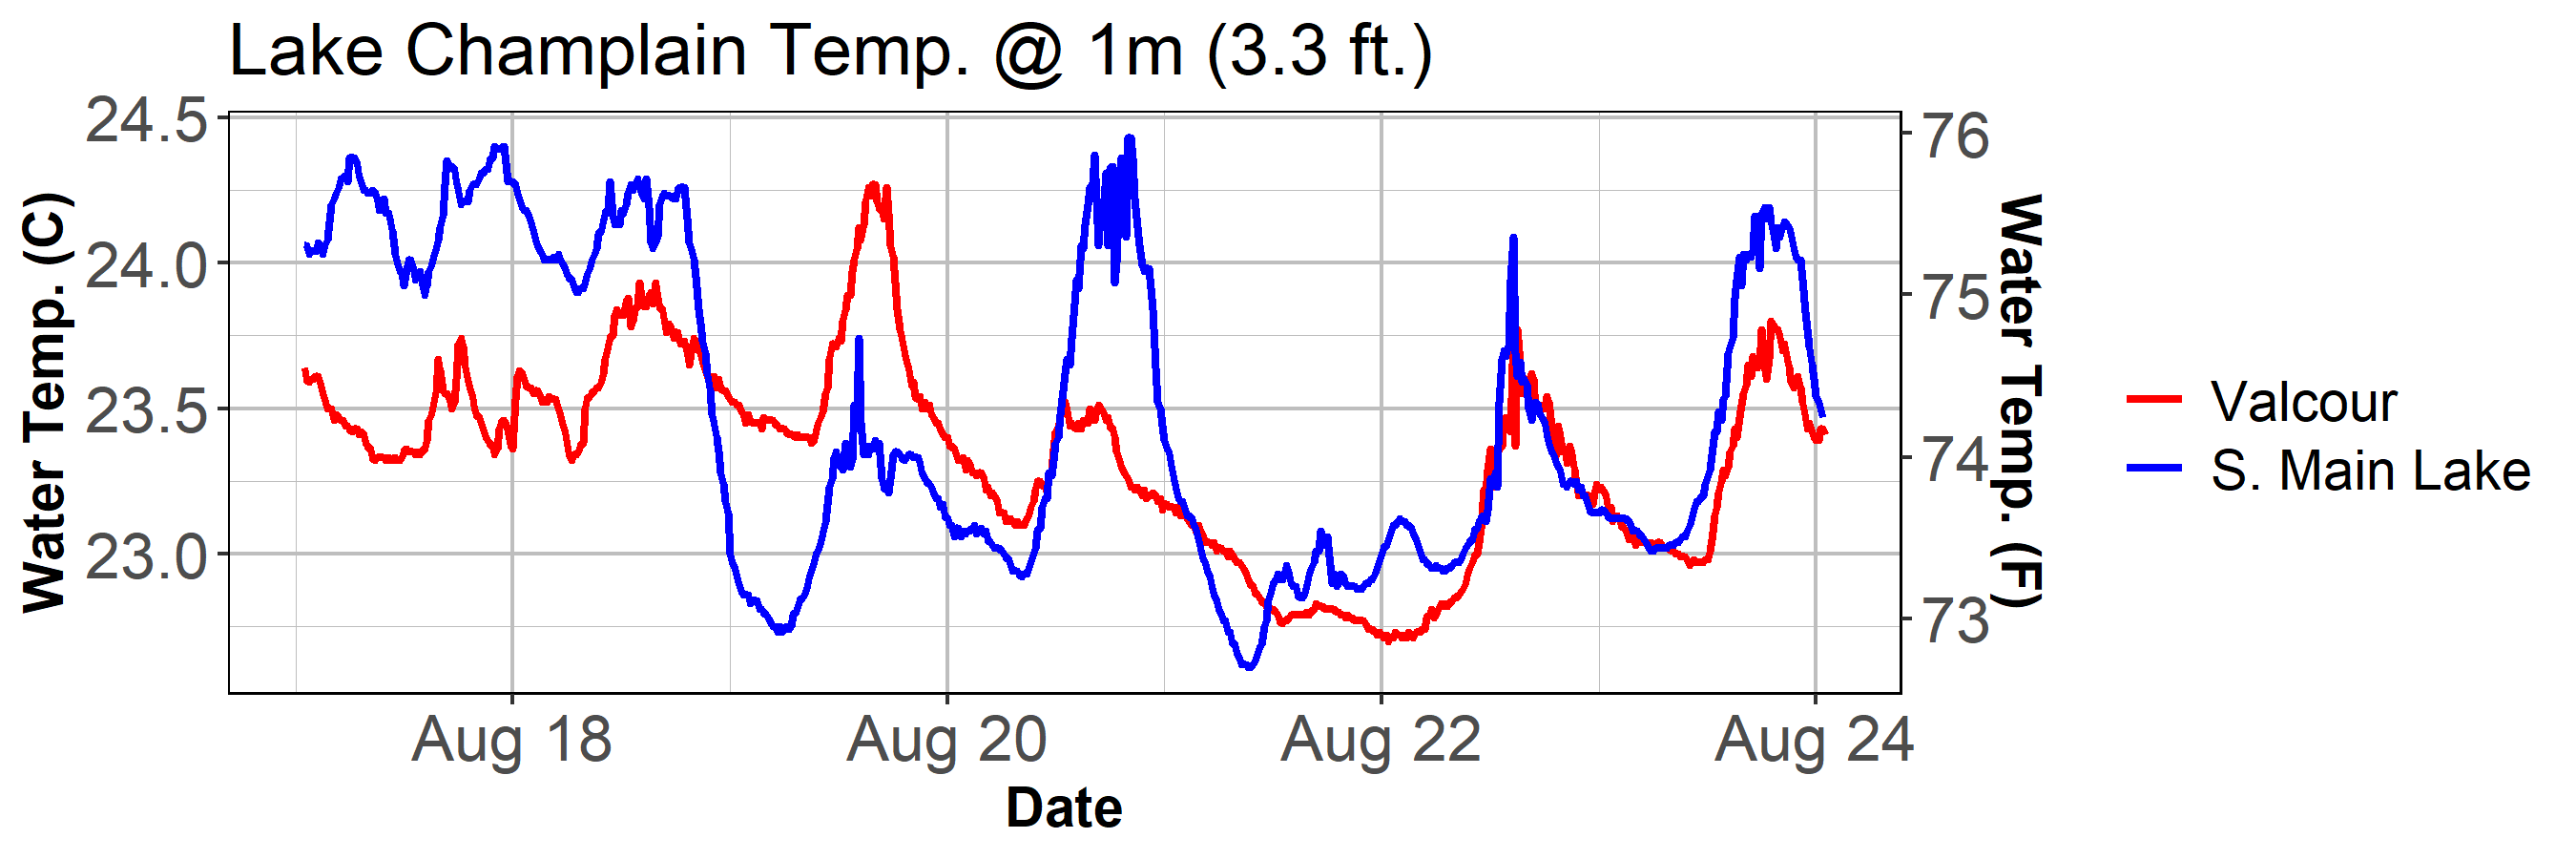 Lake Champlain Temp. @ 1m (3.3 ft.)
Water Temp. (C)
24.5
24.0
23.5
23.0
76
75
74
73
Water Temp. (F)
Aug 18
Aug 20
Aug 22
Aug 24
Date
Valcour
S. Main Lake